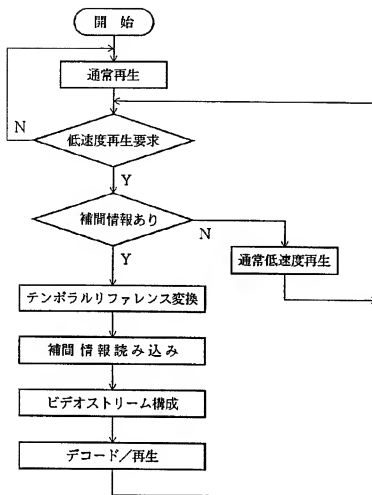 開始
通常再生
低速度再生要求
N
Y
補間情報あり
N
Y
通常低速度再生
テンポラルリファレンス変換
補間情報読み込み
ビデオストリーム構成
デコード/再生